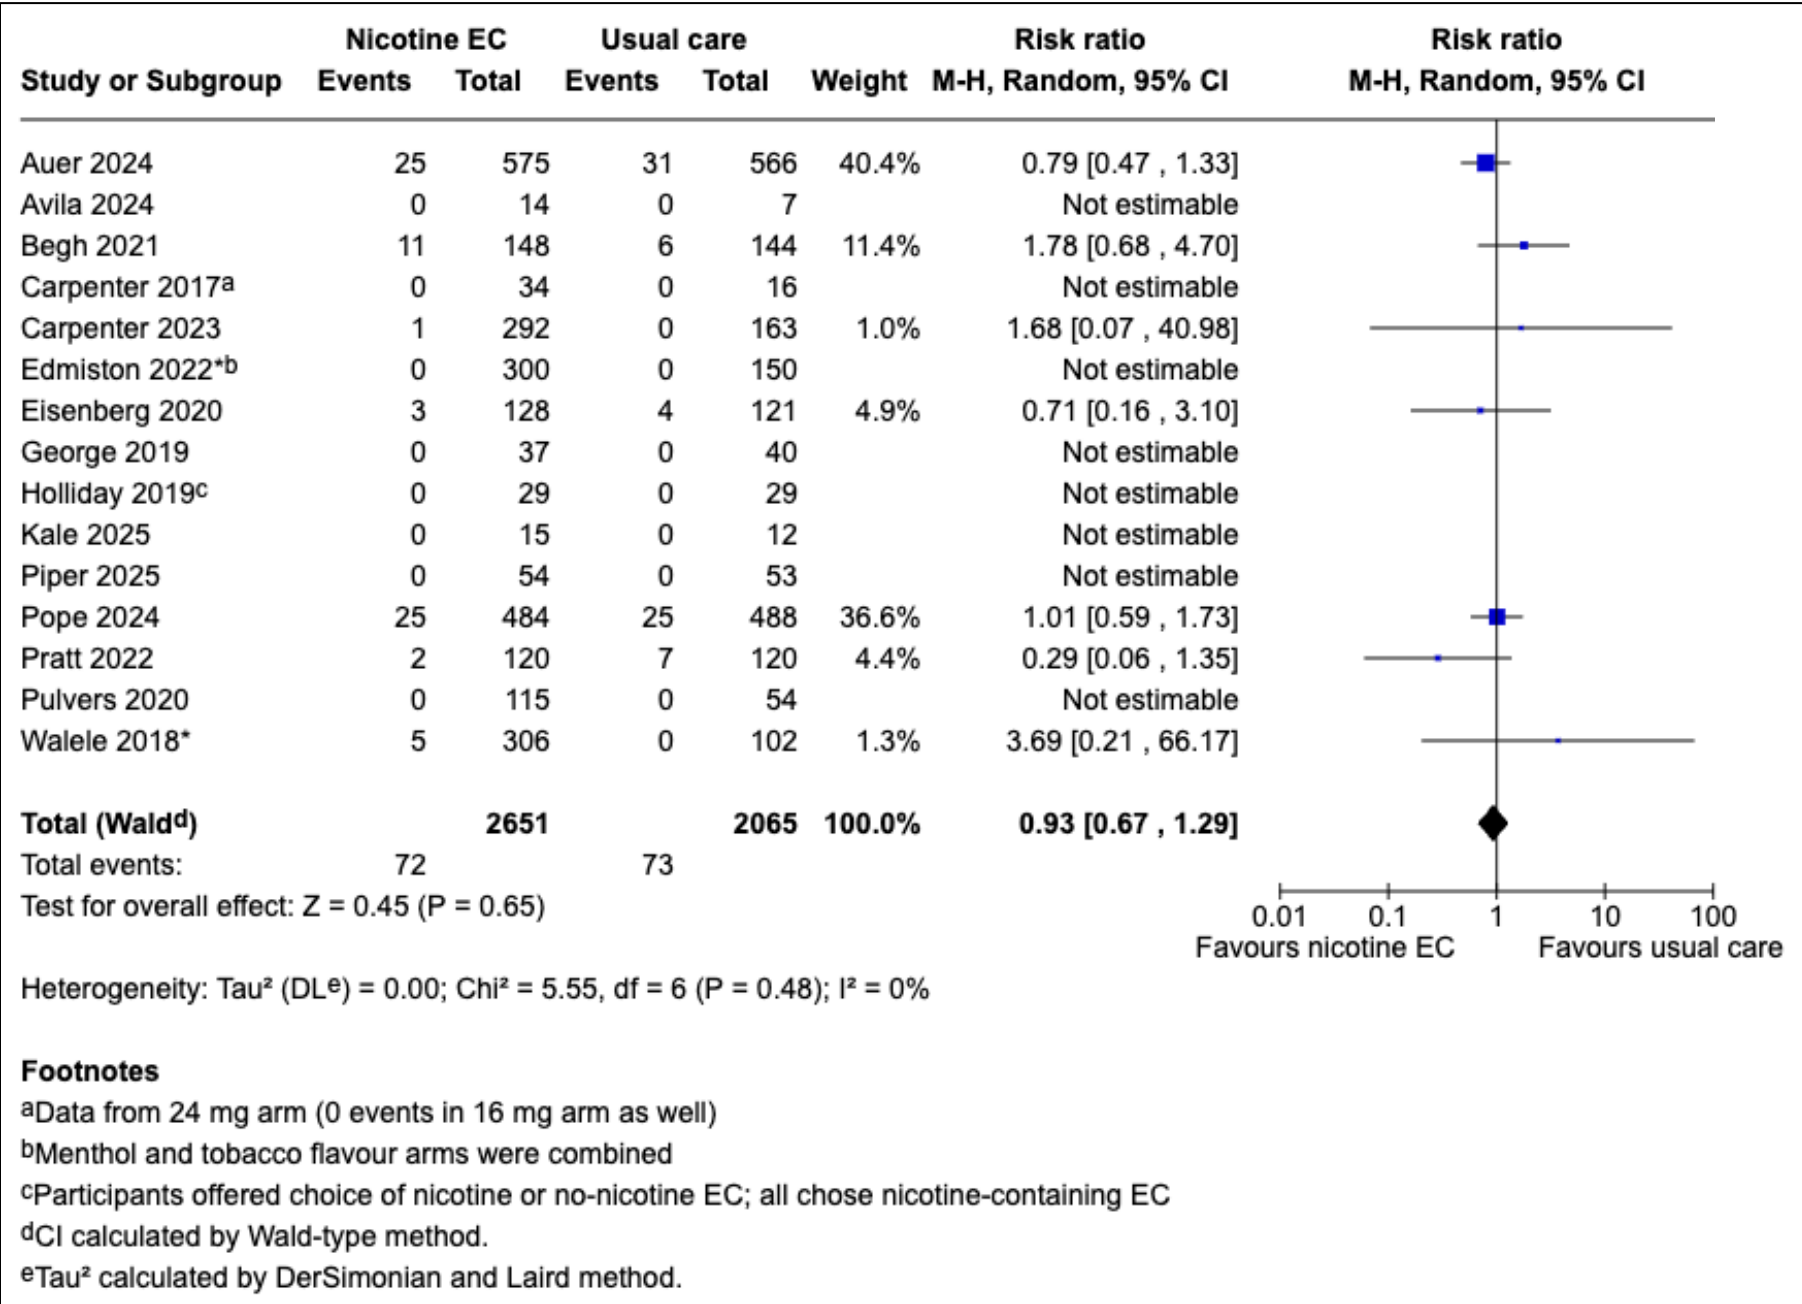 Nicotine EC Usual care Risk ratio Risk ratio
Study or Subgroup Events Total Events Total Weight M-H, Random, 95% CI M-H, Random, 95% CI
Auer 2024 25 575 31 566 40.4% 0.79 [0.47 , 1.33]
Avila 2024 0 14 0 7 Not estimable
Begh 2021 11 148 6 144 11.4% 1.78 [0.68 , 4.70]
Carpenter 2017a 0 34 0 16 Not estimable
Carpenter 2023 1 292 0 163 1.0% 1.68 [0.07 , 40.98]
Edmiston 2022*b 0 300 0 150 Not estimable
Eisenberg 2020 3 128 4 121 4.9% 0.71 [0.16 , 3.10]
George 2019 0 37 0 40 Not estimable
Holliday 2019c 0 29 0 29 Not estimable
Kale 2025 0 15 0 12 Not estimable
Piper 2025 0 54 0 53 Not estimable
Pope 2024 25 484 25 488 36.6% 1.01 [0.59 , 1.73]
Pratt 2022 2 120 7 120 4.4% 0.29 [0.06 , 1.35]
Pulvers 2020 0 115 0 54 Not estimable
Walele 2018* 5 306 0 102 1.3% 3.69 [0.21 , 66.17]
Total (Waldd) 2651 2065 100.0% 0.93 [0.67 , 1.29]
Total events: 72 73
Test for overall effect: Z = 0.45 (P = 0.65)
0.01 0.1 1 10 100
Favours nicotine EC Favours usual care
Heterogeneity: Tau² (DLe) = 0.00; Chi² = 5.55, df = 6 (P = 0.48); I² = 0%
Footnotes
aData from 24 mg arm (0 events in 16 mg arm as well)
bMenthol and tobacco flavour arms were combined
cParticipants offered choice of nicotine or no-nicotine EC; all chose nicotine-containing EC
dCI calculated by Wald-type method.
eTau² calculated by DerSimonian and Laird method.